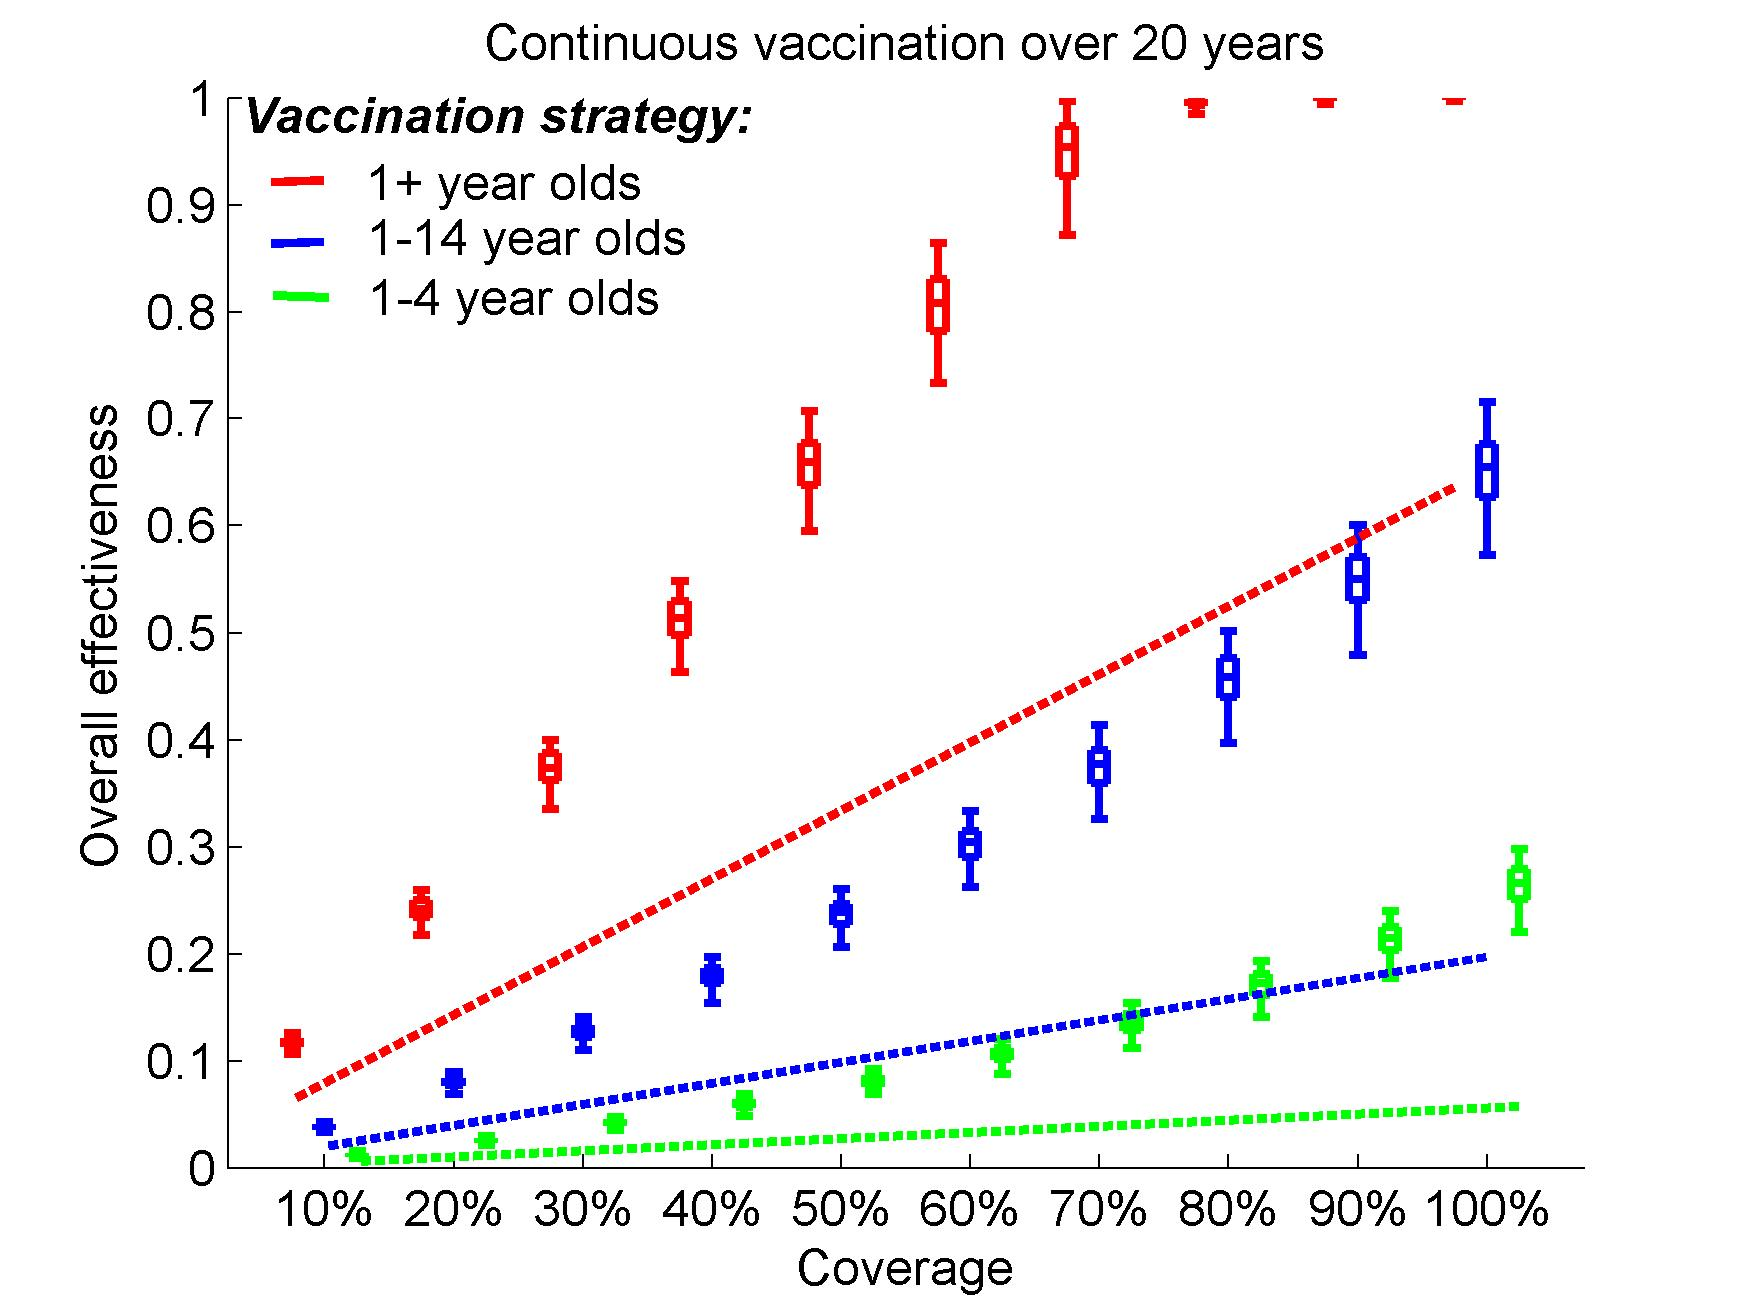 Continuous vaccination over 20 years
Vaccination strategy:
1+ year olds
1-14 year olds
1-4 year olds
Overall effectiveness
1
0.9
0.8
0.7
0.6
0.5
0.4
0.3
0.2
0.1
0
10% 20% 30% 40% 50% 60% 70% 80% 90% 100%
Coverage